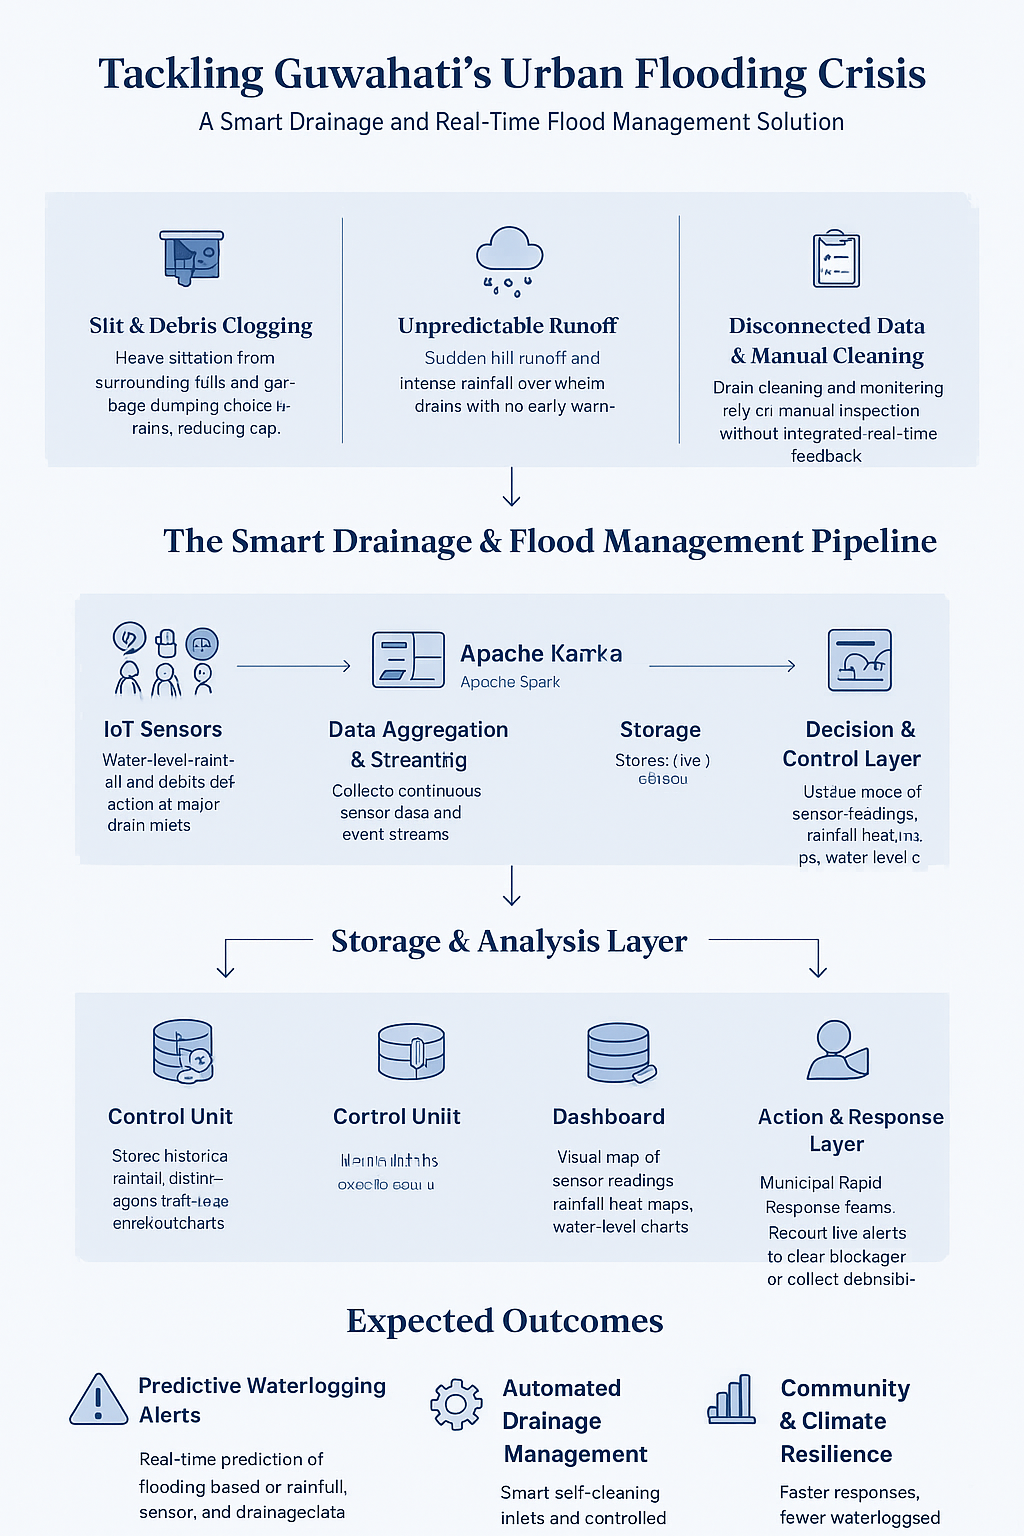 Tackling Guwahati's Urban Flooding Crisis
A Smart Drainage and Real-Time Flood Management Solution
Slit & Debris Clogging
Heave sittation from
surrounding fulls and gar-
bage dumping choice
rains, reducing cap.
Unpredictable Runoff
Sudden hill runoff and
intense rainfall over wheim
drains with no early warn-
Disconnected Data
& Manual Cleaning
Drain cleaning and monitering
rely cri manual inspection
without integrated-real-time
feedback
The Smart Drainage & Flood Management Pipeline
Apache
Apache Spark
IoT Sensors
Water-level-raint-
all and debits def
action at major
drain miets
Data Aggregation
&
Collecto continuous
sensor dasa and
event streams
Storage
Stores: (ive )
Decision &
Control Layer
moce of
sensor-feadings,
rainfall heat,
ps, water level c
Storage & Analysis Layer
Control Unit
Storec historica
raintail, distinr–
agons
enrekoutcharts
Cortrol Uniit
Dashboard
Visual map of
sensor readings
rainfall heat maps,
water-level charts
Action & Response
Layer
Municipal Rapid
Response feams.
Recourt live alerts
to clear blockager
or collect debnsibi-
Expected Outcomes
Predictive Waterlogging
Alerts
Real-time prediction of
flooding based or rainfull,
sensor, and drainageclata
Automated
Drainage
Management
Smart self-cleaning
inlets and controlled
Community
& Climate
Resilience
Faster responses,
fewer waterloggsed